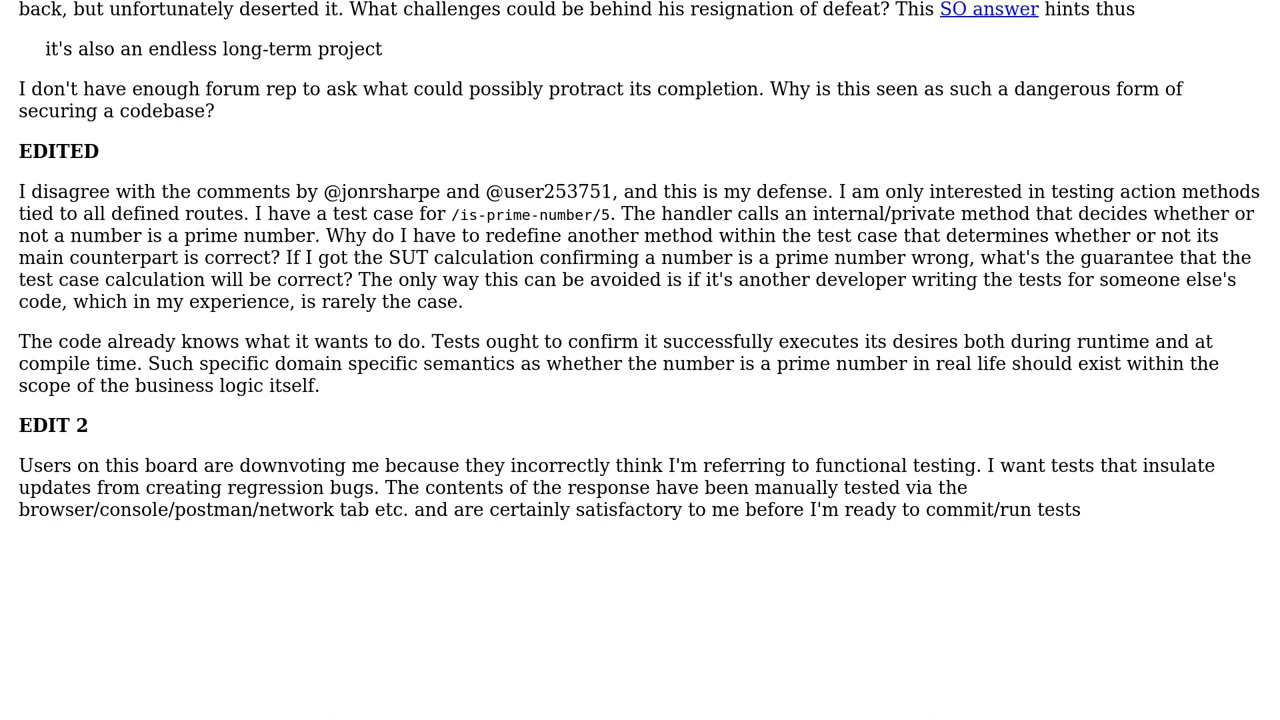 back, but unfortunately deserted it. What challenges could be behind his resignation of defeat? This SO answer hints thus
it's also an endless long-term project
I don't have enough forum rep to ask what could possibly protract its completion. Why is this seen as such a dangerous form of
securing a codebase?
EDITED
I disagree with the comments by @jonrsharpe and @user253751, and this is my defense. I am only interested in testing action methods
tied to all defined routes. I have a test case for /is-prime-number/5. The handler calls an internal/private method that decides whether or
not a number is a prime number. Why do I have to redefine another method within the test case that determines whether or not its
main counterpart is correct? If I got the SUT calculation confirming a number is a prime number wrong, what's the guarantee that the
test case calculation will be correct? The only way this can be avoided is if it's another developer writing the tests for someone else's
code, which in my experience, is rarely the case.
The code already knows what it wants to do. Tests ought to confirm it successfully executes its desires both during runtime and at
compile time. Such specific domain specific semantics as whether the number is a prime number in real life should exist within the
scope of the business logic itself.
EDIT 2
Users on this board are downvoting me because they incorrectly think I'm referring to functional testing. I want tests that insulate
updates from creating regression bugs. The contents of the response have been manually tested via the
browser/console/postman/network tab etc. and are certainly satisfactory to me before I'm ready to commit/run tests